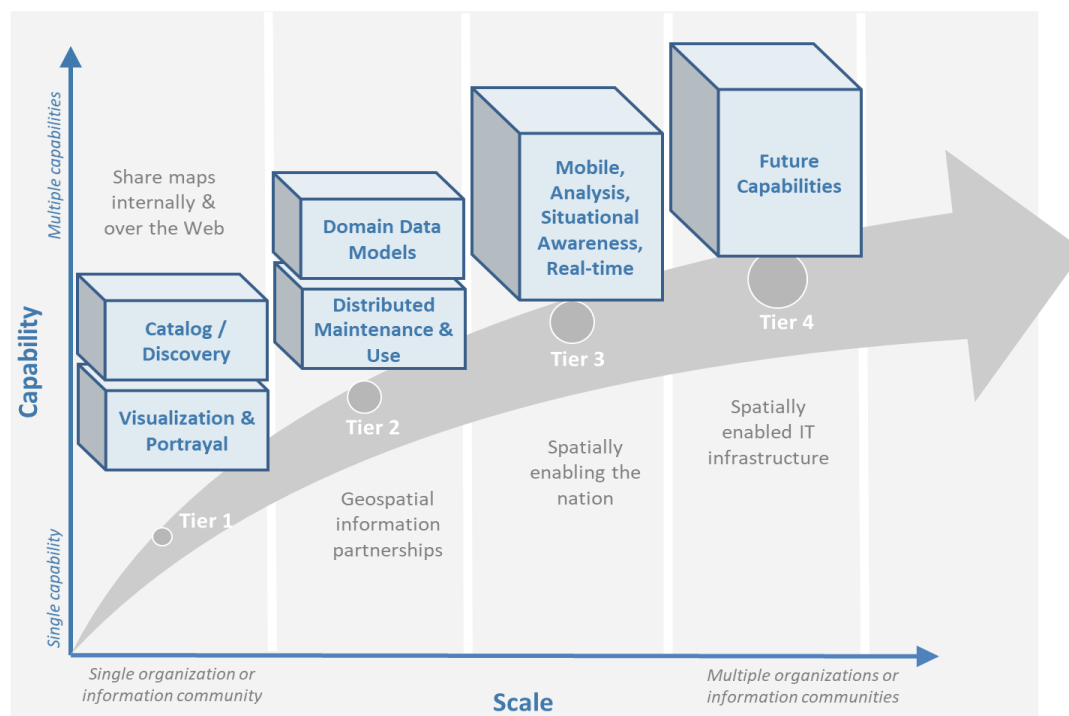 Multiple capabilities
Capability
Single capability
Share maps
internally &
over the Web
Catalog /
Discovery
Visualization &
Portrayal
Tier 1
Domain Data
Models
Distributed
Maintenance &
Use
Tier 2
Geospatial
information
partnerships
Mobile,
Analysis,
Situational
Awareness,
Real-time
Tier 3
Spatially
enabling the
nation
Future
Capabilities
Tier 4
Spatially
enabled IT
infrastructure
Single organization or
information community
Scale
Multiple organizations or
information communities